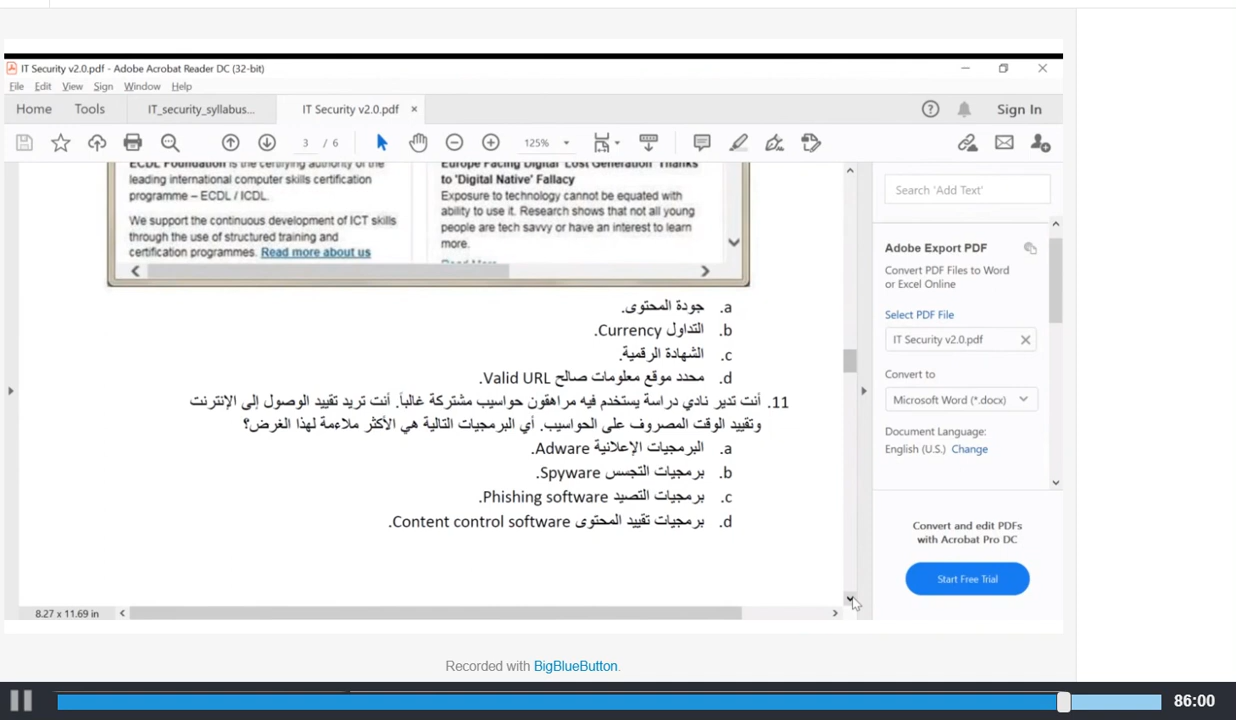 IT Security v2.0.pdf - Adobe Acrobat Reader DC (32-bit)
File Edit View Sign Window Help
Home Tools IT_security_syllabus... IT Security v2.0.pdf × Sign In
3 / 6 125%
ECDL Foundation is the certifying authority of the
leading international computer skills certification
programme – ECDL / ICDL.
We support the continuous development of ICT skills
through the use of structured training and
certification programmes. Read more about us
Europe Facing Digital 'Lost Generation' Thanks
to 'Digital Native' Fallacy
Exposure to technology cannot be equated with
ability to use it. Research shows that not all young
people are tech savvy or have an interest to learn
more.
Read More
a. جودة المحتوى.
b. التداول Currency.
c. الشهادة الرقمية.
d. محدد موقع معلومات صالح Valid URL.
11. أنت تدير نادي دراسة يستخدم فيه مراهقون حواسيب مشتركة غالباً. أنت تريد تقييد الوصول إلى الإنترنت
وتقييد الوقت المصروف على الحواسيب. أي البرمجيات التالية هي الأكثر ملاءمة لهذا الغرض؟
a. البرمجيات الإعلانية Adware.
b. برمجيات التجسس Spyware.
c. برمجيات التصيد Phishing software.
d. برمجيات تقييد المحتوى Content control software.
8.27 x 11.69 in
Search 'Add Text'
Adobe Export PDF
Convert PDF Files to Word
or Excel Online
Select PDF File
IT Security v2.0.pdf
Convert to
Microsoft Word (*.docx)
Document Language:
English (U.S.) Change
Convert and edit PDFs
with Acrobat Pro DC
Start Free Trial
Recorded with BigBlueButton.
86:00